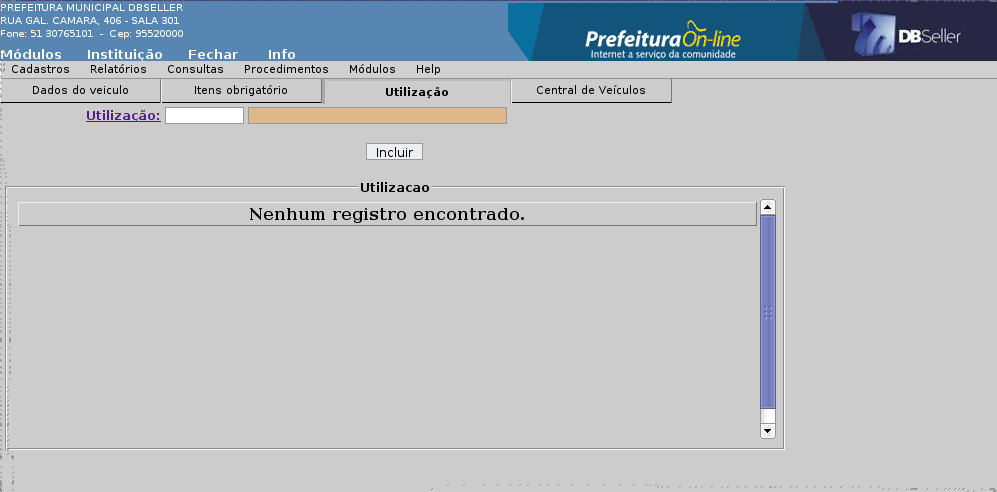 PREFEITURA MUNICIPAL DBSELLER
RUA GAL. CAMARA, 406 - SALA 301
Fone: 51 30765101 - Cep: 95520000
PrefeituraOn-line
Internet a serviço da comunidade
DBSeller
Módulos Instituição Fechar Info
Cadastros Relatórios Consultas Procedimentos Módulos Help
Dados do veiculo Itens obrigatório Utilização Central de Veículos
Utilização:
Incluir
Utilizacao
Nenhum registro encontrado.